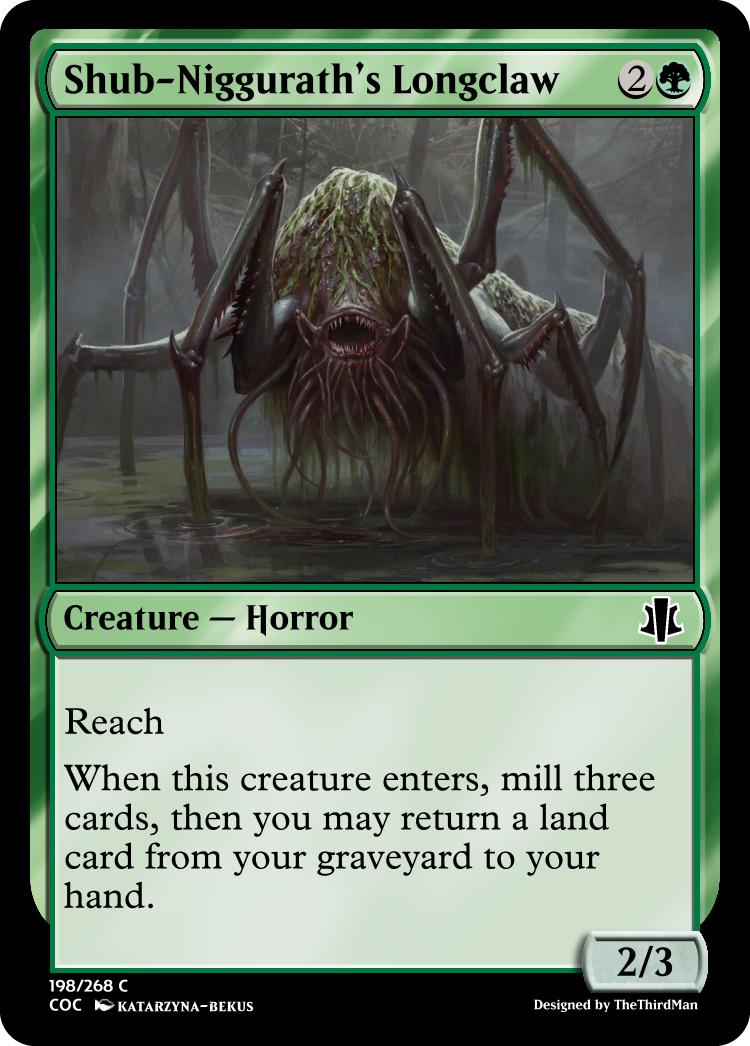 Shub-Niggurath's Longclaw 2
Creature — Horror
Reach
When this creature enters, mill three
cards, then you may return a land
card from your graveyard to your
hand.
2/3
198/268 C
COC KATARZYNA-BEKUS
Designed by TheThirdMan